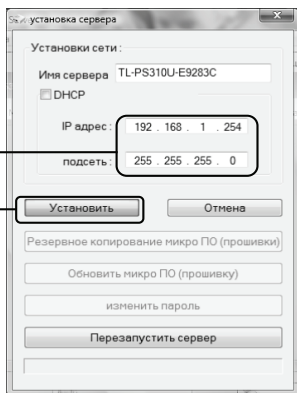 установка сервера
Установки сети :
Имя сервера TL-PS310U-E9283C
DHCP
IP адрес : 192 . 168 . 1 . 254
подсеть : 255 . 255 . 255 . 0
Установить Отмена
Резервное копирование микро ПО (прошивки)
Обновить микро ПО (прошивку)
изменить пароль
Перезапустить сервер